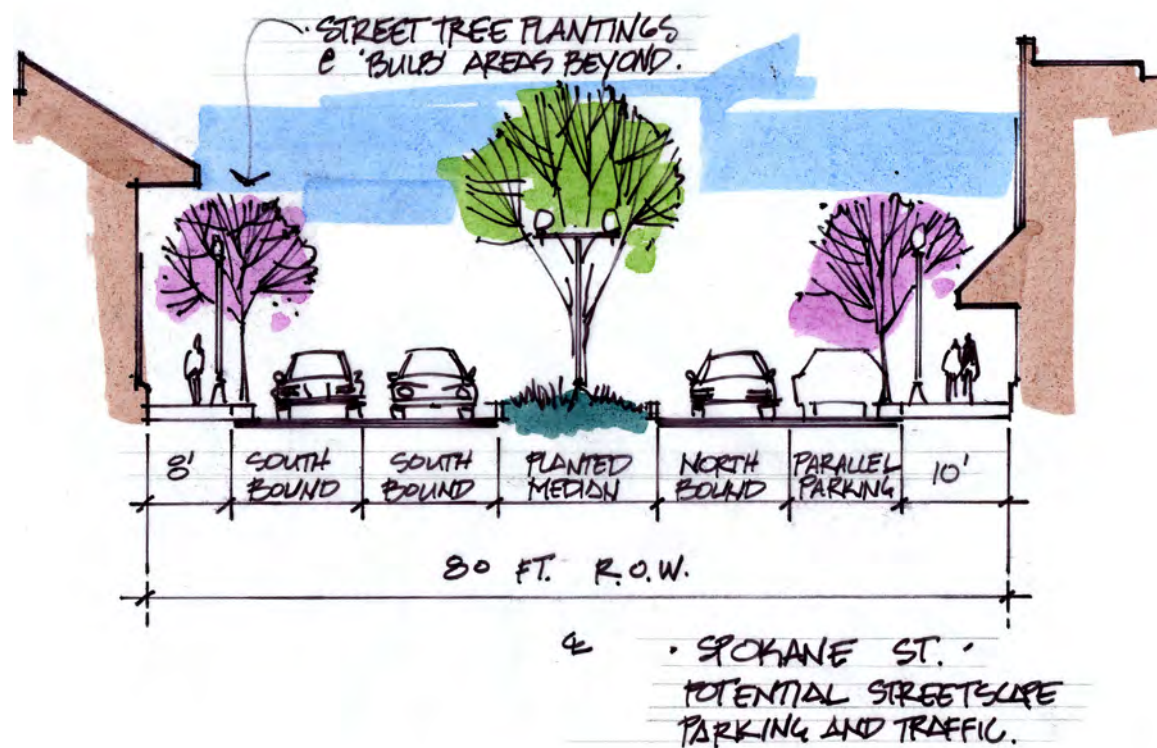 · STREET TREE PLANTINGS
@ 'BULB' AREAS BEYOND.
8'
SOUTH
BOUND
SOUTH
BOUND
PLANTED
MEDIAN
NORTH
BOUND
PARALLEL
PARKING
10'
80 FT. R.O.W.
℄
· SPOKANE ST. ·
POTENTIAL STREETSCAPE
PARKING AND TRAFFIC.